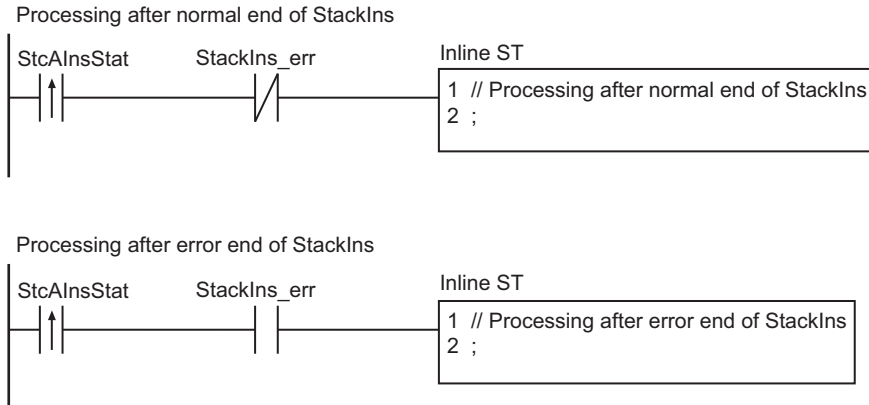 Processing after normal end of StackIns
StcAInsStat StackIns_err Inline ST
1 // Processing after normal end of StackIns
2 ;
Processing after error end of StackIns
StcAInsStat StackIns_err Inline ST
1 // Processing after error end of StackIns
2 ;